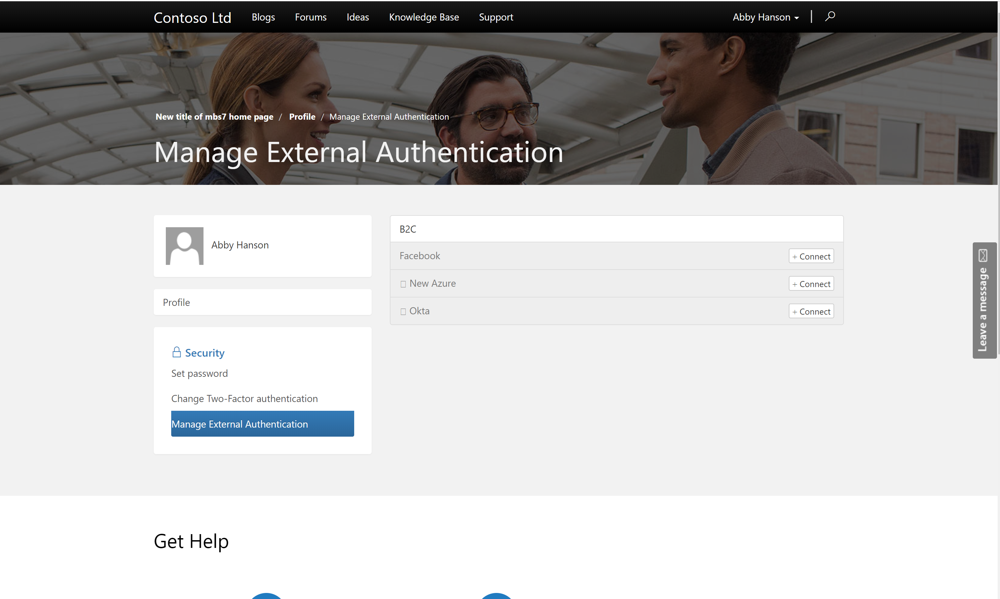 Contoso Ltd Blogs Forums Ideas Knowledge Base Support Abby Hanson
New title of mbs7 home page / Profile / Manage External Authentication
Manage External Authentication
Abby Hanson
Profile
Security
Set password
Change Two-Factor authentication
Manage External Authentication
B2C
Facebook + Connect
New Azure + Connect
Okta + Connect
Leave a message
Get Help